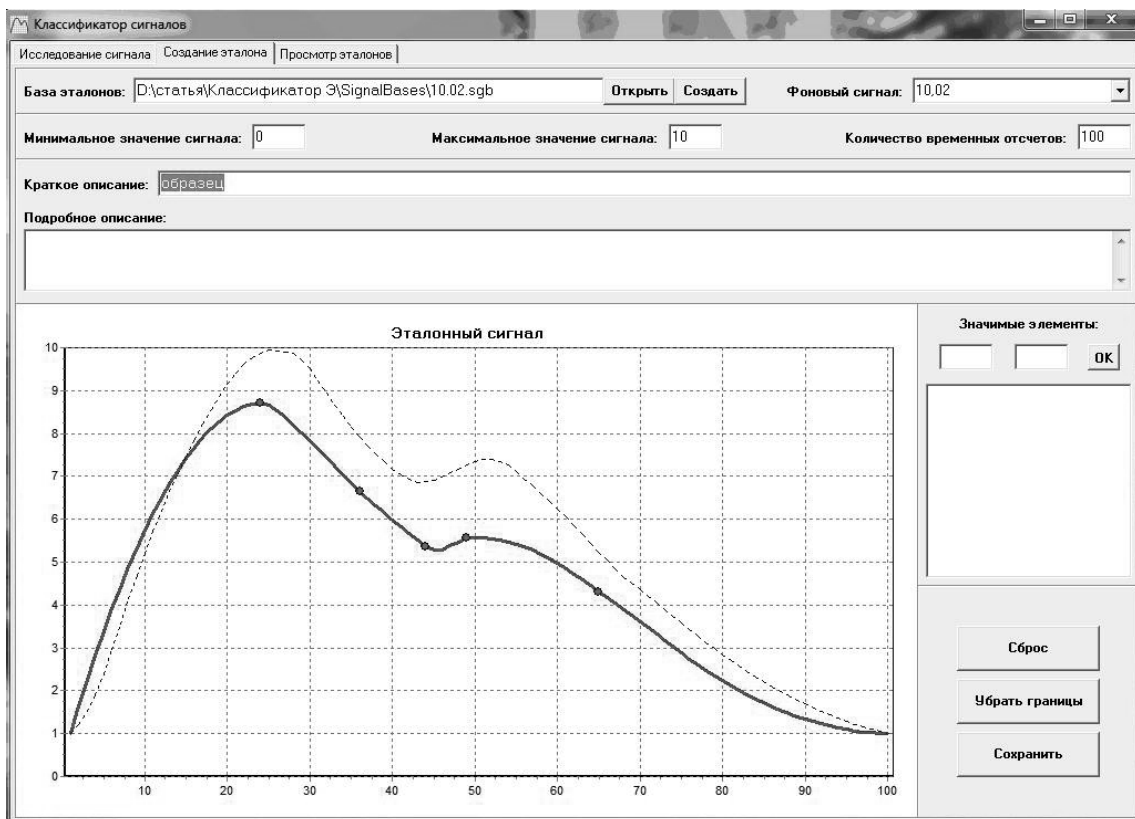 Классификатор сигналов
Исследование сигнала Создание эталона Просмотр эталонов
База эталонов: D:\статья\Классификатор Э\SignalBases\10.02.sgb Открыть Создать Фоновый сигнал: 10,02
Минимальное значение сигнала: 0 Максимальное значение сигнала: 10 Количество временных отсчетов: 100
Краткое описание: образец
Подробное описание:
Эталонный сигнал
Значимые элементы:
OK
10
9
8
7
6
5
4
3
2
1
0
10 20 30 40 50 60 70 80 90 100
Сброс
Убрать границы
Сохранить